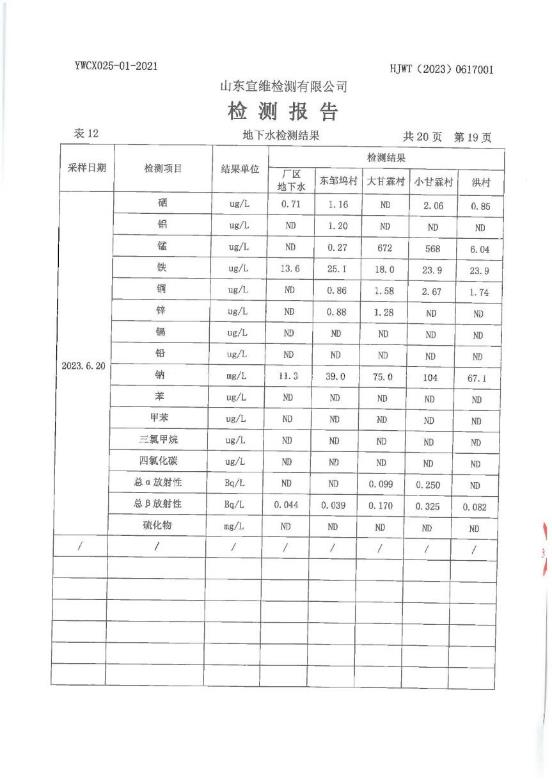 YWCX025-01-2021 HJWT（2023）0617001
山东宜维检测有限公司
检 测 报 告
表 12 地下水检测结果 共 20 页 第 19 页
采样日期 检测项目 结果单位 检测结果
厂区地下水 东邹坞村 大甘霖村 小甘霖村 洪村
2023.6.20
硒 ug/L 0.71 1.16 ND 2.06 0.85
铝 ug/L ND 1.20 ND ND ND
锰 ug/L ND 0.27 672 568 6.04
铁 ug/L 13.6 25.1 18.0 23.9 23.9
铜 ug/L ND 0.86 1.58 2.67 1.74
锌 ug/L ND 0.88 1.28 ND ND
镉 ug/L ND ND ND ND ND
铅 ug/L ND ND ND ND ND
钠 mg/L 11.3 39.0 75.0 104 67.1
苯 ug/L ND ND ND ND ND
甲苯 ug/L ND ND ND ND ND
三氯甲烷 ug/L ND ND ND ND ND
四氯化碳 ug/L ND ND ND ND ND
总 α 放射性 Bq/L ND ND 0.099 0.250 ND
总 β 放射性 Bq/L 0.044 0.039 0.170 0.325 0.082
硫化物 mg/L ND ND ND ND ND
/ / / / / / / /